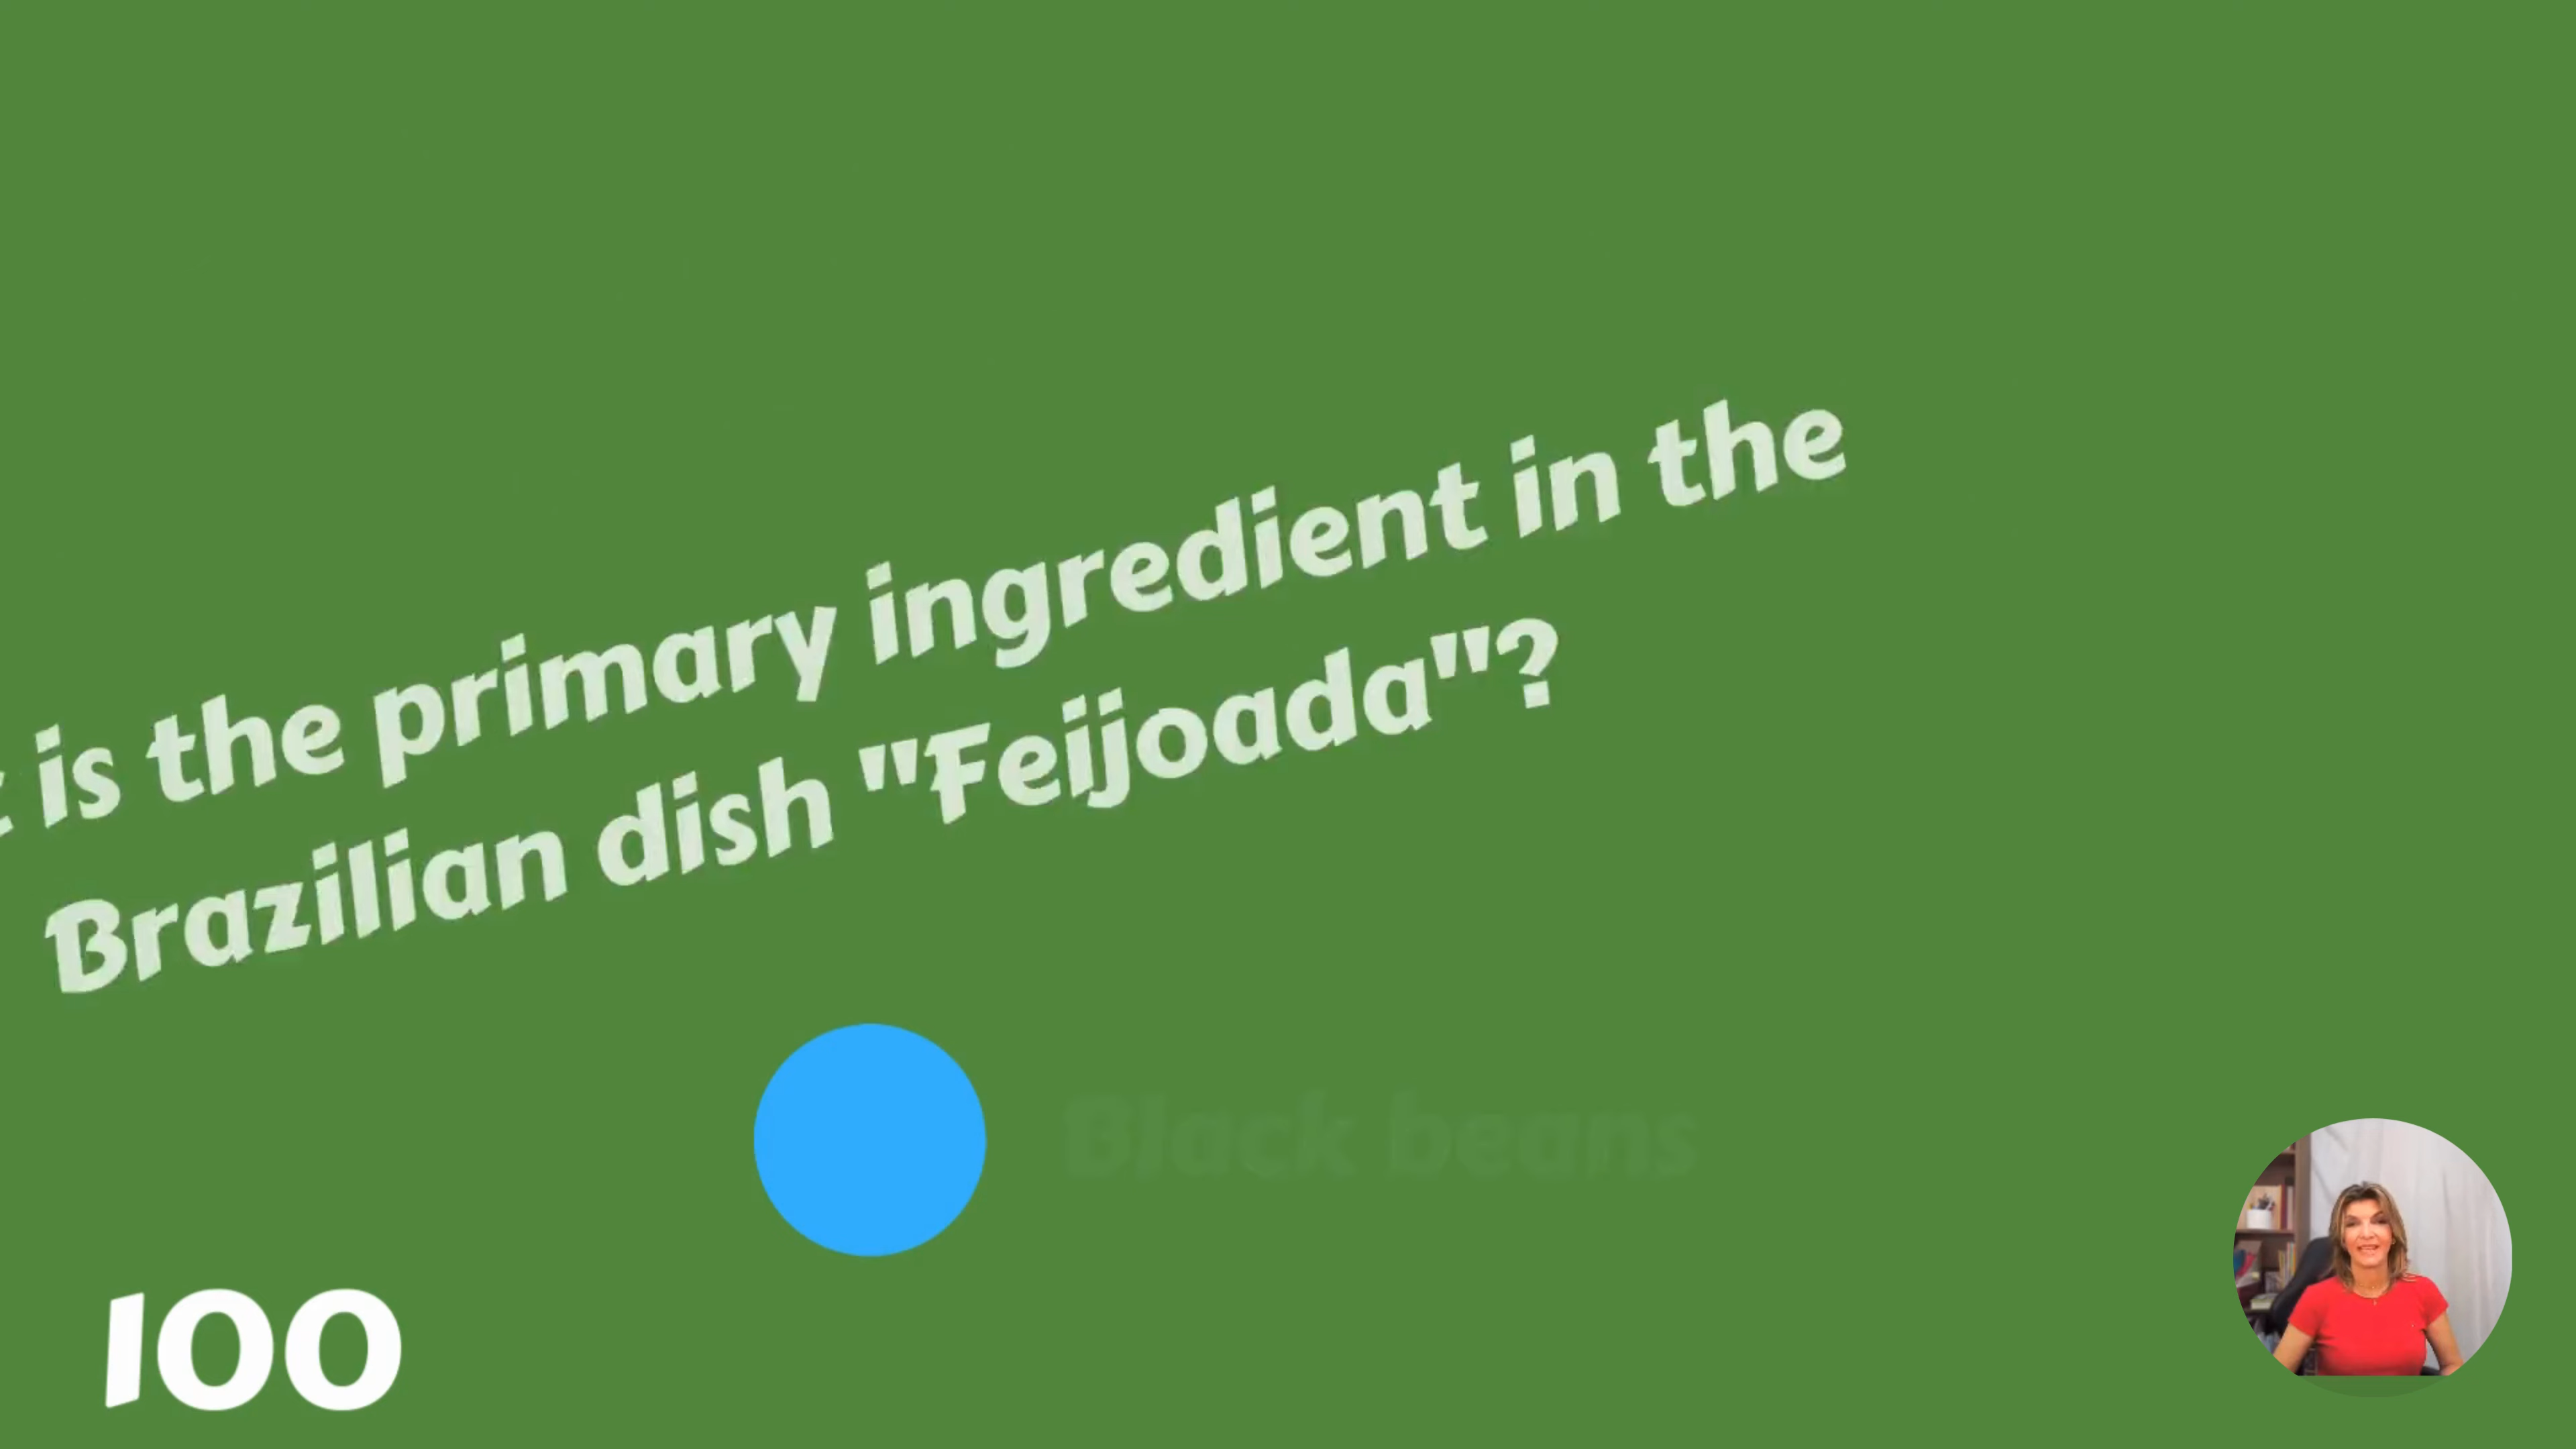 is the primary ingredient in the
Brazilian dish "Feijoada"?
Black beans
100